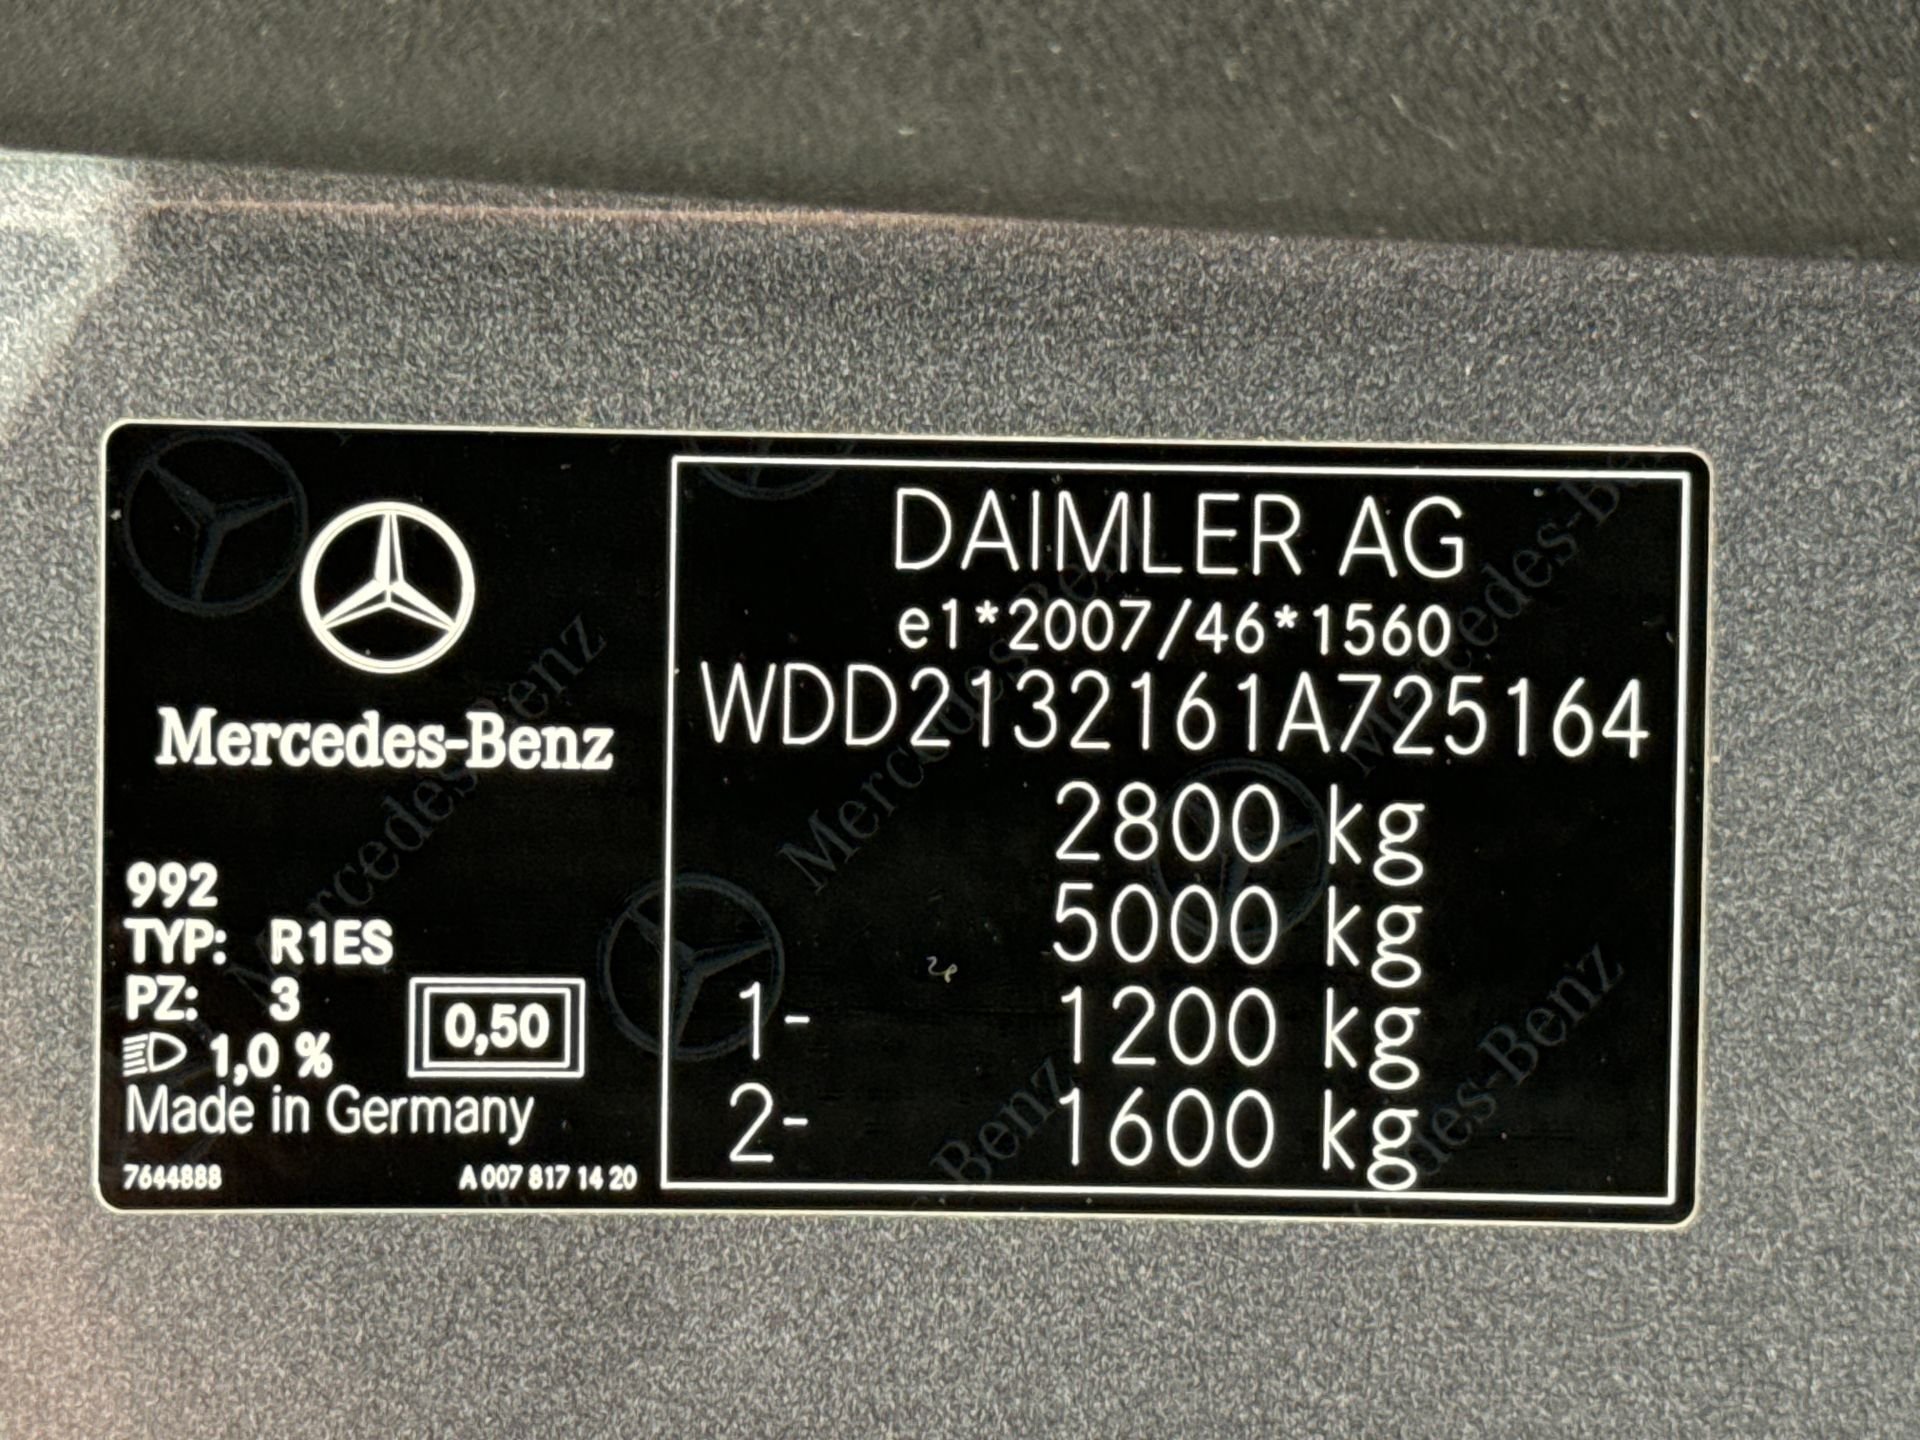 Mercedes-Benz
992
TYP: R1ES
PZ: 3
1,0 %
0,50
Made in Germany
7644888
A 007 817 14 20
DAIMLER AG
e1*2007/46*1560
WDD2132161A725164
2800 kg
5000 kg
1- 1200 kg
2- 1600 kg